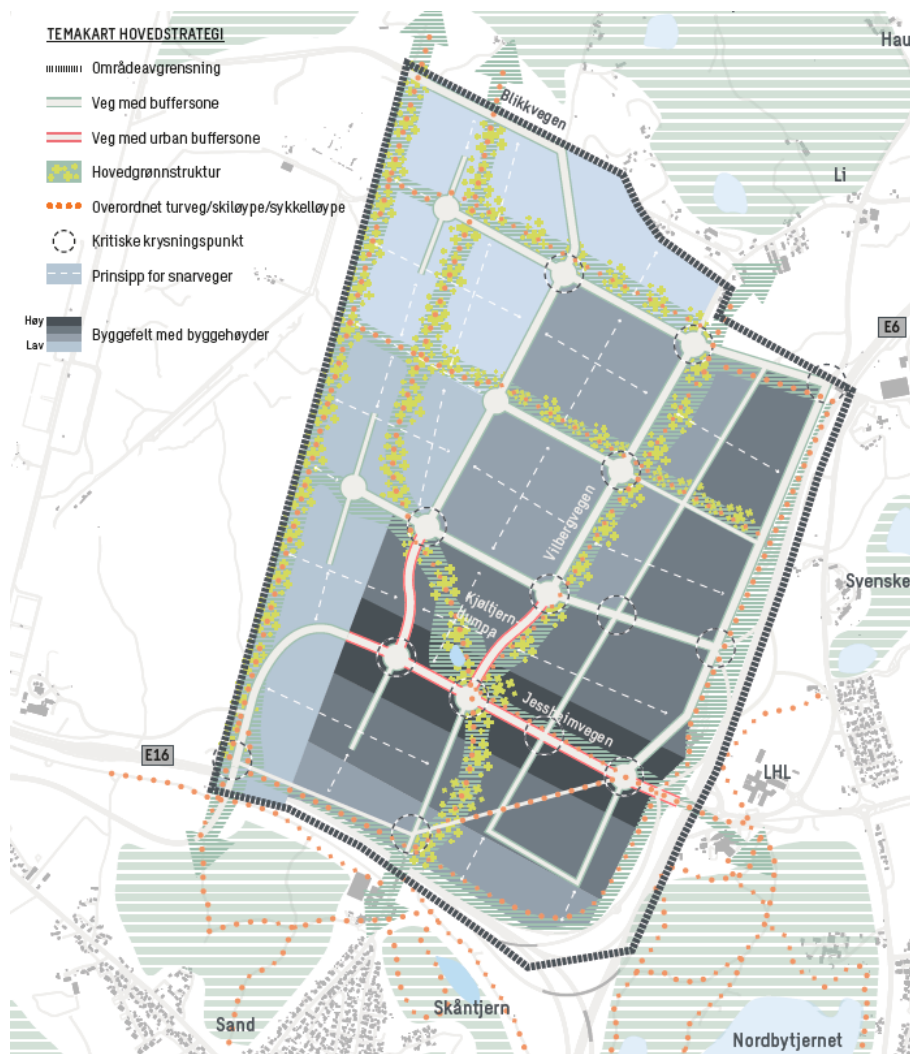 TEMAKART HOVEDSTRATEGI
Områdeavgrensning
Veg med buffersone
Veg med urban buffersone
Hovedgrønnstruktur
Overordnet turveg/skiløype/sykkelløype
Kritiske krysningspunkt
Prinsipp for snarveger
Høy
Lav
Byggefelt med byggehøyder
Blikkvegen
Hau
Li
E6
Vilbergvegen
Kjøltjern-
humpa
Svenske
Jessheimvegen
E16
LHL
Sand
Skåntjern
Nordbytjernet